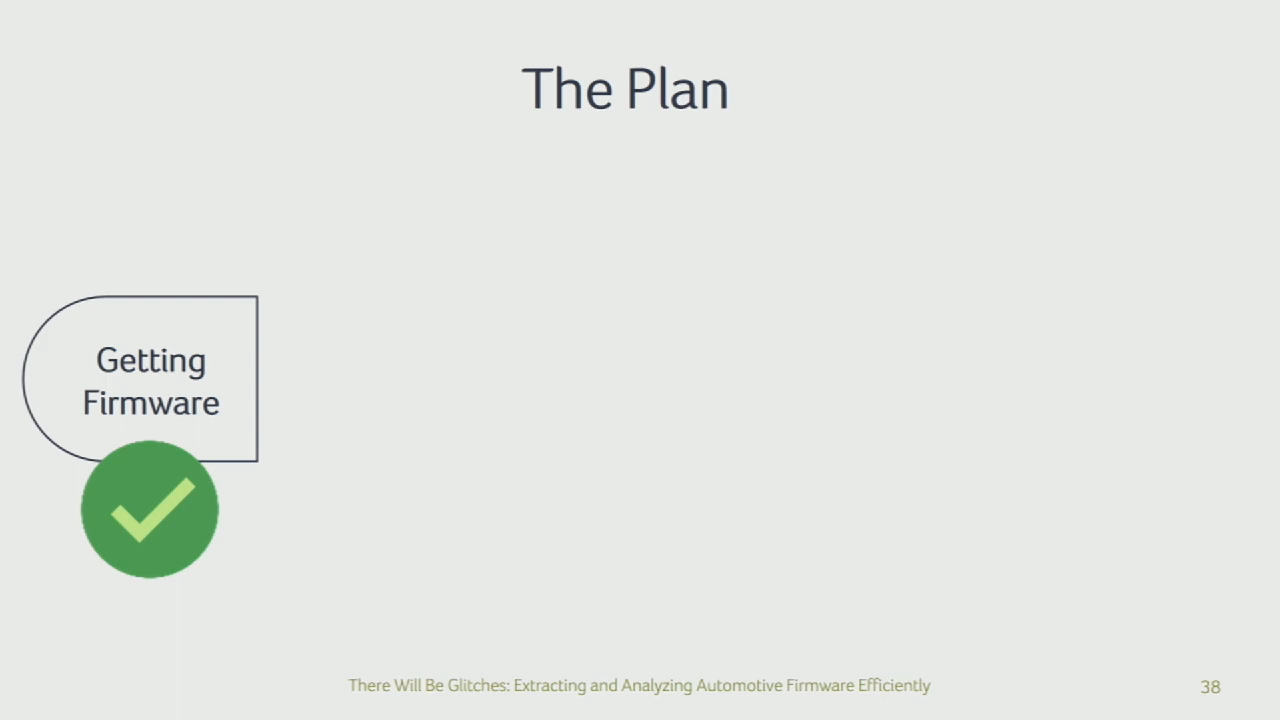 The Plan
Getting
Firmware
There Will Be Glitches: Extracting and Analyzing Automotive Firmware Efficiently
38